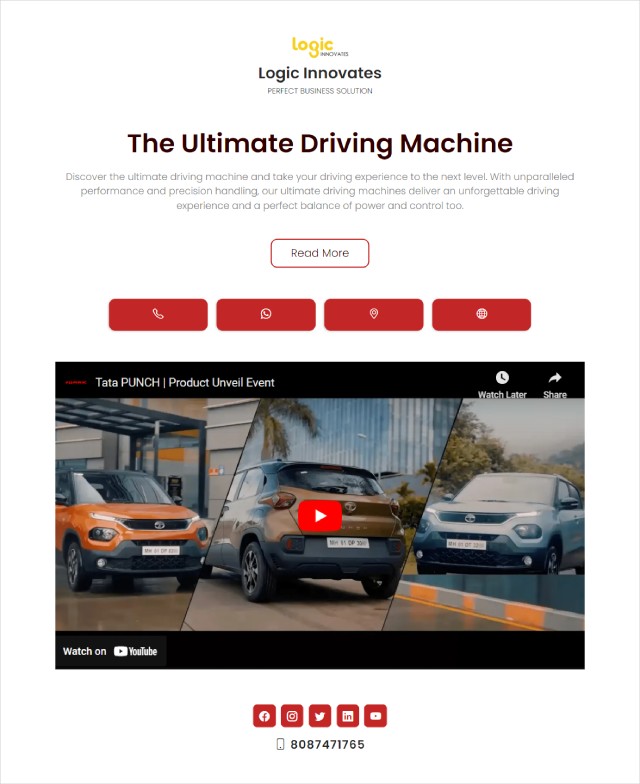 Logic
INNOVATES
Logic Innovates
PERFECT BUSINESS SOLUTION
The Ultimate Driving Machine
Discover the ultimate driving machine and take your driving experience to the next level. With unparalleled
performance and precision handling, our ultimate driving machines deliver an unforgettable driving
experience and a perfect balance of power and control too.
Read More
Tata PUNCH | Product Unveil Event
Watch Later
Share
Watch on YouTube
8087471765